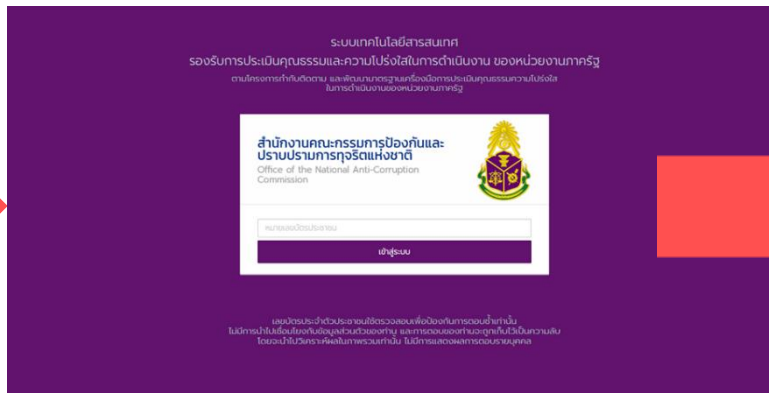 ระบบเทคโนโลยีสารสนเทศ
รองรับการประเมินคุณธรรมและความโปร่งใสในการดำเนินงาน ของหน่วยงานภาครัฐ
ตามโครงการกำกับติดตาม และพัฒนามาตรฐานเครื่องมือการประเมินคุณธรรมความโปร่งใส
ในการดำเนินงานของหน่วยงานภาครัฐ
สำนักงานคณะกรรมการป้องกันและ
ปราบปรามการทุจริตแห่งชาติ
Office of the National Anti-Corruption
Commission
หมายเลขบัตรประชาชน
เข้าสู่ระบบ
เลขบัตรประจำตัวประชาชนใช้ตรวจสอบเพื่อป้องกันการตอบซ้ำเท่านั้น
ไม่มีการนำไปเชื่อมโยงกับข้อมูลส่วนตัวของท่าน และการตอบของท่านจะถูกเก็บไว้เป็นความลับ
โดยจะนำไปวิเคราะห์ผลในภาพรวมเท่านั้น ไม่มีการแสดงผลการตอบรายบุคคล